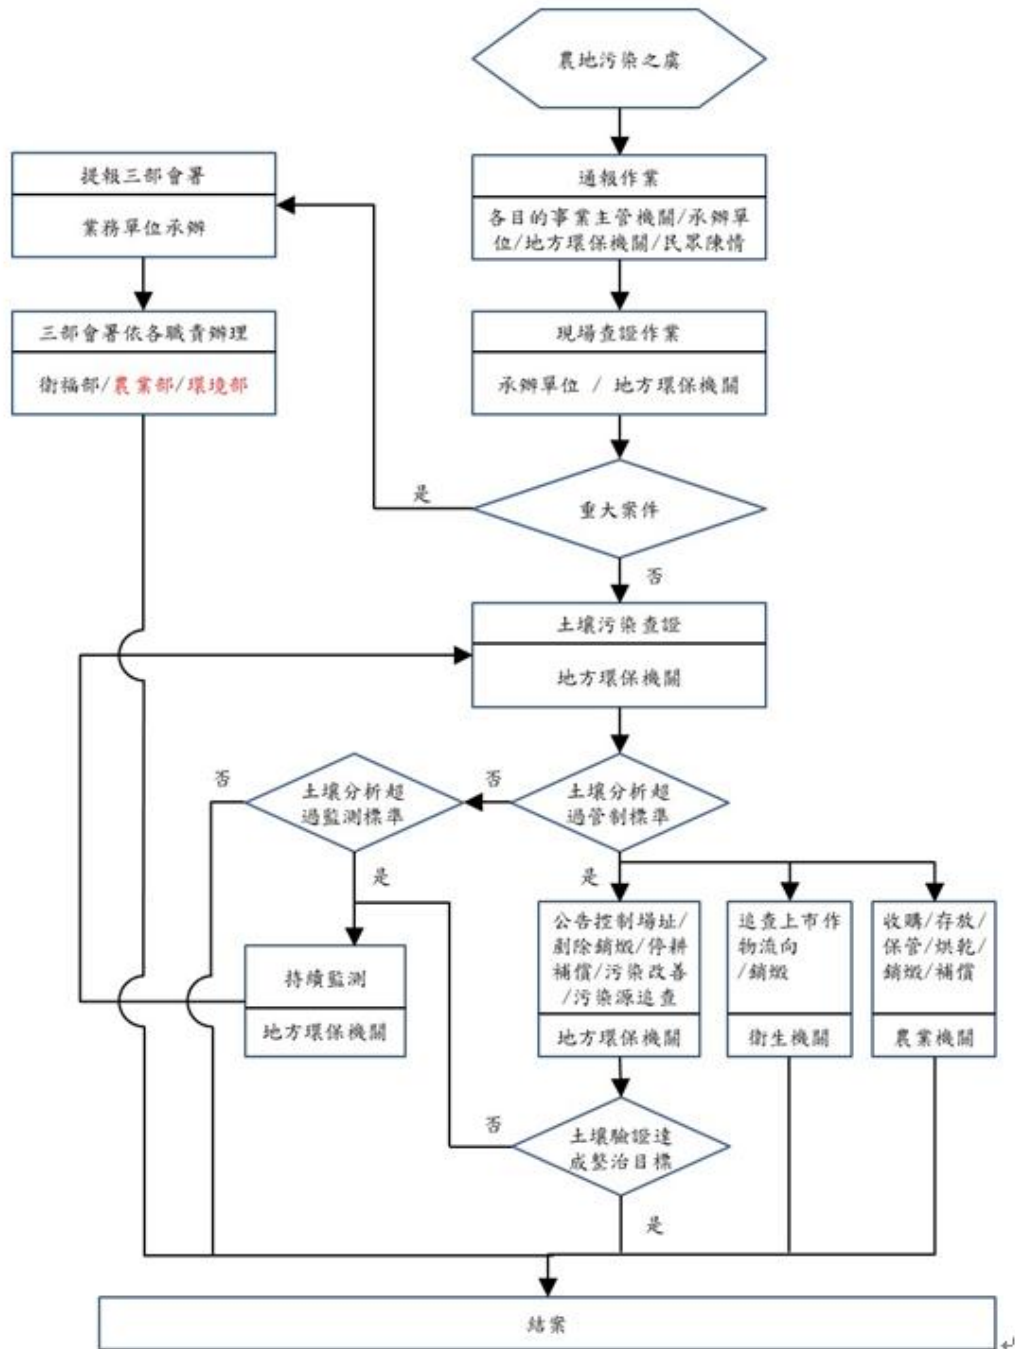 農地污染之虞
提報三部會署
業務單位承辦
通報作業
各目的事業主管機關/承辦單
位/地方環保機關/民眾陳情
三部會署依各職責辦理
衛福部/農業部/環境部
現場查證作業
承辦單位 / 地方環保機關
是
重大案件
否
土壤污染查證
地方環保機關
否
土壤分析超
過監測標準
否
土壤分析超
過管制標準
是
是
公告控制場址/
剷除銷燬/停耕
補償/污染改善
/污染源追查
地方環保機關
追查上市作
物流向
/銷燬
衛生機關
收購/存放/
保管/烘乾/
銷燬/補償
農業機關
持續監測
地方環保機關
否
土壤驗證達
成整治目標
是
結案